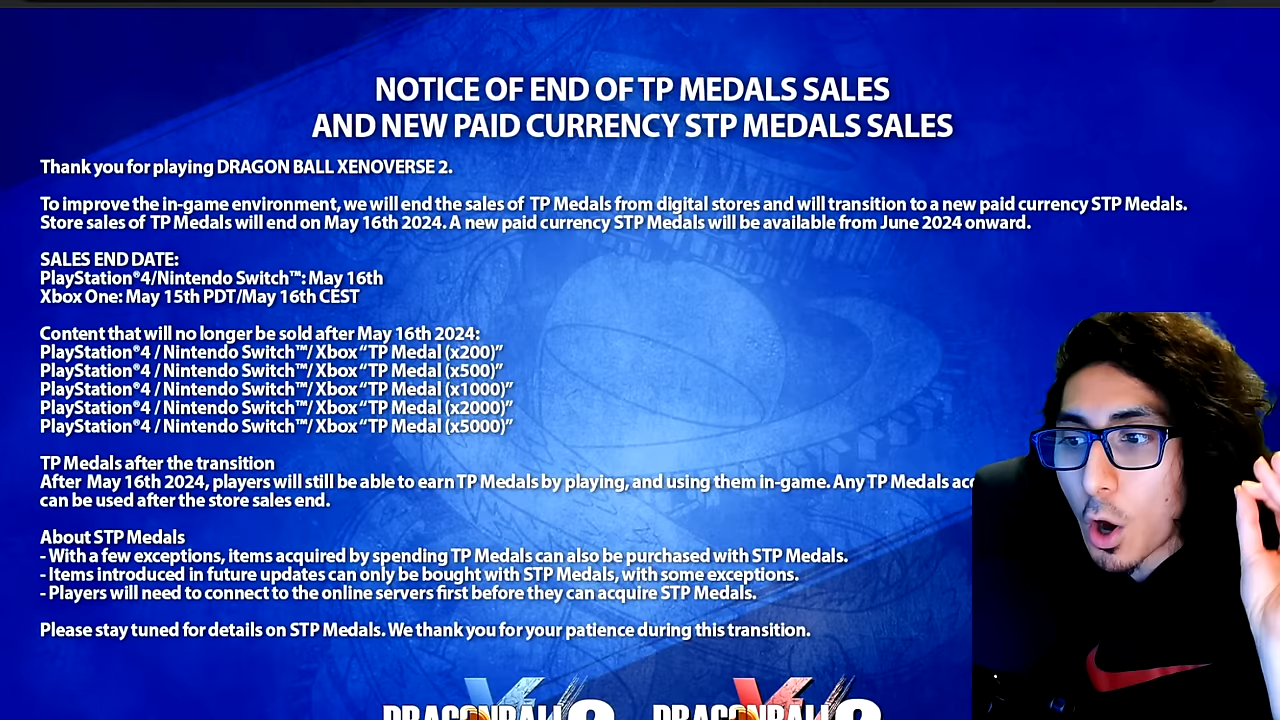 NOTICE OF END OF TP MEDALS SALES
AND NEW PAID CURRENCY STP MEDALS SALES
Thank you for playing DRAGON BALL XENOVERSE 2.
To improve the in-game environment, we will end the sales of TP Medals from digital stores and will transition to a new paid currency STP Medals.
Store sales of TP Medals will end on May 16th 2024. A new paid currency STP Medals will be available from June 2024 onward.
SALES END DATE:
PlayStation®4/Nintendo Switch™: May 16th
Xbox One: May 15th PDT/May 16th CEST
Content that will no longer be sold after May 16th 2024:
PlayStation®4 / Nintendo Switch™/ Xbox “TP Medal (x200)”
PlayStation®4 / Nintendo Switch™/ Xbox “TP Medal (x500)”
PlayStation®4 / Nintendo Switch™/ Xbox “TP Medal (x1000)”
PlayStation®4 / Nintendo Switch™/ Xbox “TP Medal (x2000)”
PlayStation®4 / Nintendo Switch™/ Xbox “TP Medal (x5000)”
TP Medals after the transition
After May 16th 2024, players will still be able to earn TP Medals by playing, and using them in-game. Any TP Medals
can be used after the store sales end.
About STP Medals
- With a few exceptions, items acquired by spending TP Medals can also be purchased with STP Medals.
- Items introduced in future updates can only be bought with STP Medals, with some exceptions.
- Players will need to connect to the online servers first before they can acquire STP Medals.
Please stay tuned for details on STP Medals. We thank you for your patience during this transition.